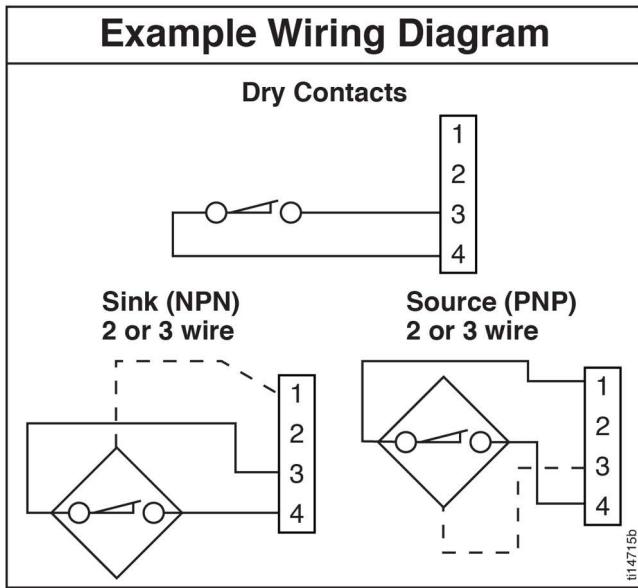 Example Wiring Diagram
Dry Contacts
1
2
3
4
Sink (NPN)
2 or 3 wire
1
2
3
4
Source (PNP)
2 or 3 wire
1
2
3
4
ti14715b